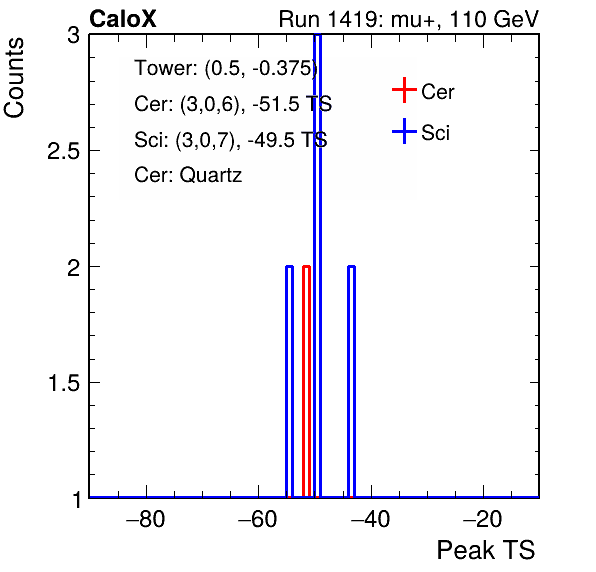 CaloX Run 1419: mu+, 110 GeV
Counts
3
2.5
2
1.5
1
Tower: (0.5, -0.375)
Cer: (3,0,6), -51.5 TS
Sci: (3,0,7), -49.5 TS
Cer: Quartz
Cer
Sci
−80 −60 −40 −20
Peak TS